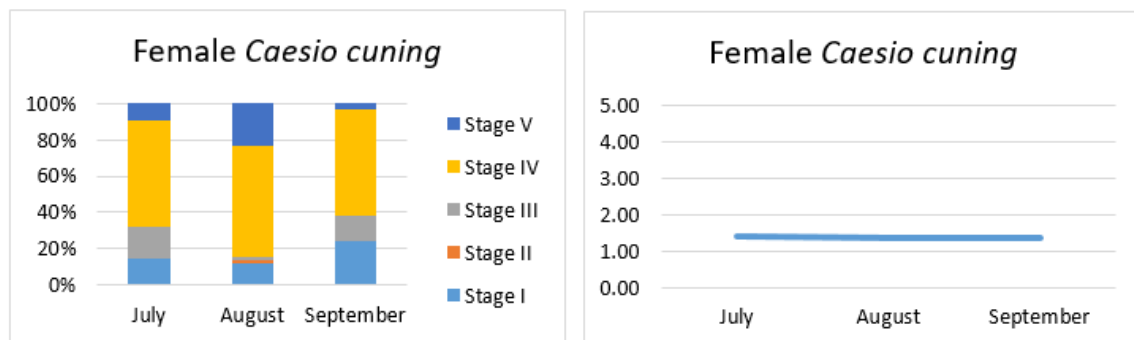 Female Caesio cuning
100%
80%
60%
40%
20%
0%
July August September
Stage V
Stage IV
Stage III
Stage II
Stage I
Female Caesio cuning
5.00
4.00
3.00
2.00
1.00
0.00
July August September